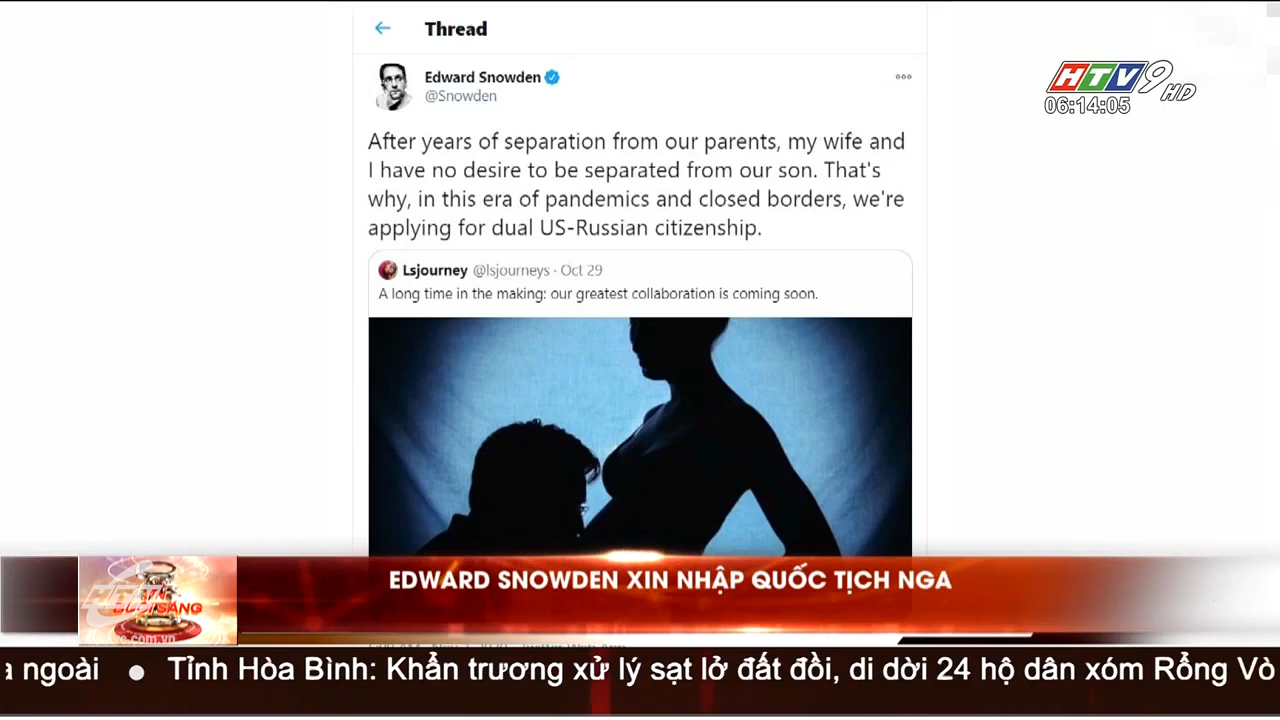 Thread
Edward Snowden
@Snowden
HTV9 HD
06:14:05
After years of separation from our parents, my wife and
I have no desire to be separated from our son. That's
why, in this era of pandemics and closed borders, we're
applying for dual US-Russian citizenship.
Lsjourney @lsjourneys · Oct 29
A long time in the making: our greatest collaboration is coming soon.
EDWARD SNOWDEN XIN NHẬP QUỐC TỊCH NGA
BUỔI SÁNG
ngoài ● Tỉnh Hòa Bình: Khẩn trương xử lý sạt lở đất đồi, di dời 24 hộ dân xóm Rổng Vò